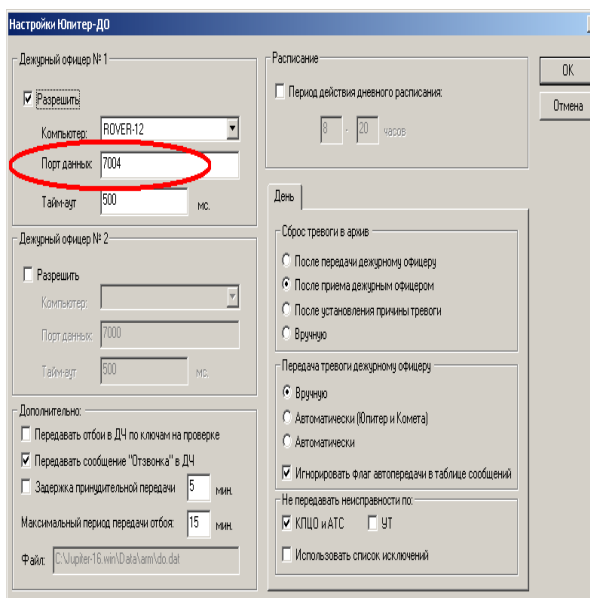 Настройки Юпитер-ДО
Дежурный офицер № 1
Разрешить
Компьютер: ROVER-12
Порт данных: 7004
Тайм-аут 500 мс.
Дежурный офицер № 2
Разрешить
Компьютер:
Порт данных: 7000
Тайм-аут 500 мс.
Дополнительно:
Передавать отбои в ДЧ по ключам на проверке
Передавать сообщение "Отзвонка" в ДЧ
Задержка принудительной передачи 5 мин.
Максимальный период передачи отбоя: 15 мин.
Файл: C:\Jupiter-16.win\Data\arm\do.dat
Расписание
Период действия дневного расписания:
8 - 20 часов
День
Сброс тревоги в архив
После передачи дежурному офицеру
После приема дежурным офицером
После установления причины тревоги
Вручную
Передача тревоги дежурному офицеру
Вручную
Автоматически (Юпитер и Комета)
Автоматически
Игнорировать флаг автопередачи в таблице сообщений
Не передавать неисправности по:
КПЦО и АТС УТ
Использовать список исключений
OK
Отмена